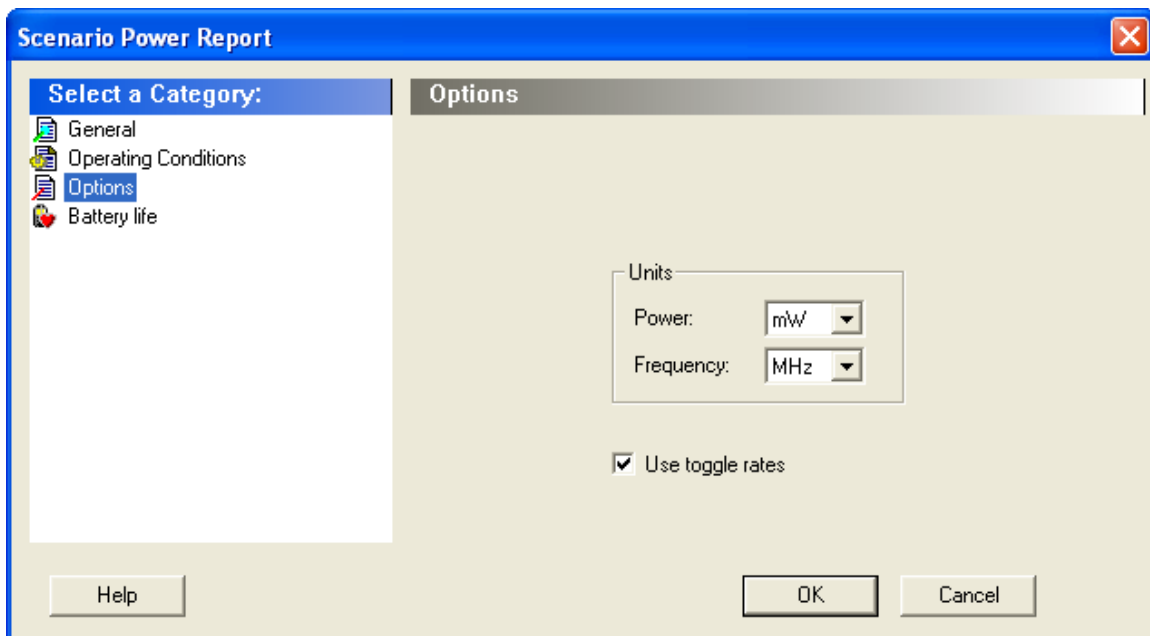 Scenario Power Report
Select a Category:
General
Operating Conditions
Options
Battery life
Options
Units
Power: mW
Frequency: MHz
Use toggle rates
Help
OK
Cancel